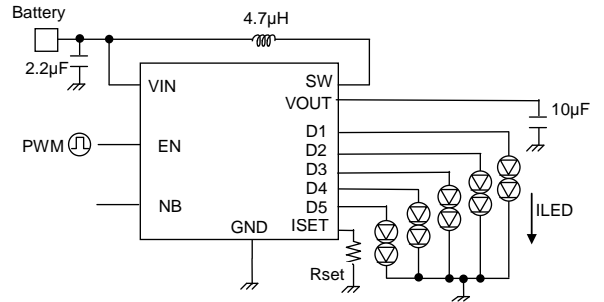 Battery
4.7µH
2.2µF
VIN
SW
VOUT
10µF
D1
PWM
EN
D2
D3
D4
NB
D5
ILED
GND
ISET
Rset